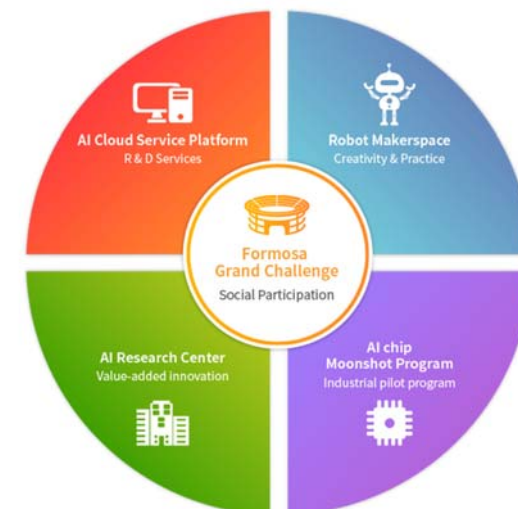 AI Cloud Service Platform
R & D Services
Robot Makerspace
Creativity & Practice
Formosa
Grand Challenge
Social Participation
AI Research Center
Value-added innovation
AI chip
Moonshot Program
Industrial pilot program